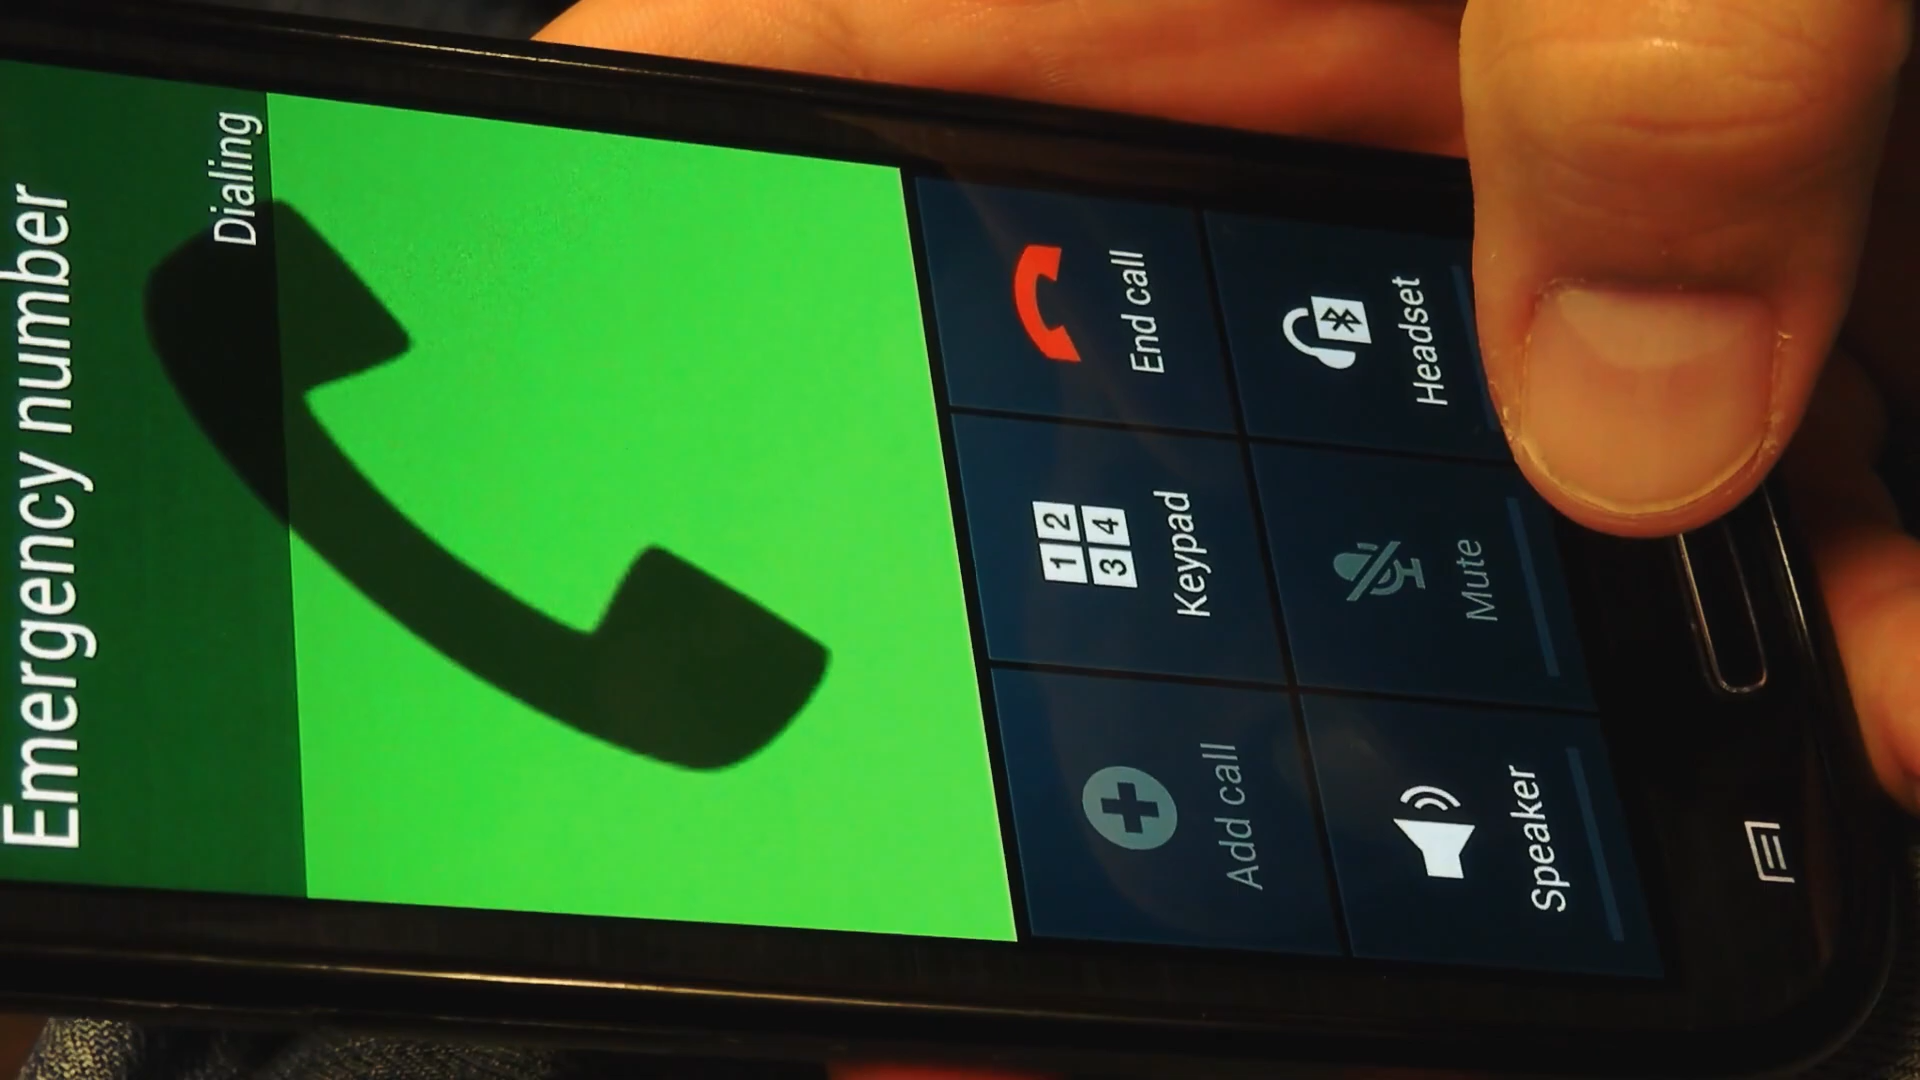 Emergency number
Dialing
Add call
Keypad
1 2
3 4
End call
Speaker
Mute
Headset